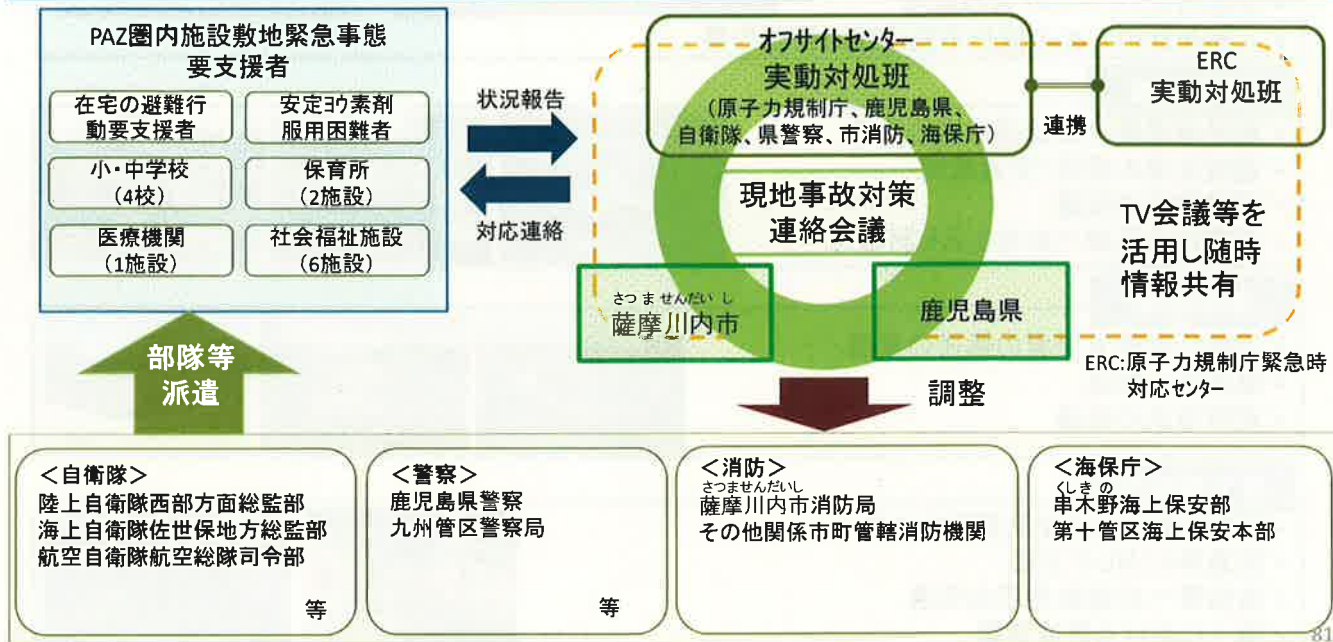 PAZ圏内施設敷地緊急事態
要支援者
在宅の避難行
動要支援者
安定ヨウ素剤
服用困難者
小・中学校
(4校)
保育所
(2施設)
医療機関
(1施設)
社会福祉施設
(6施設)
状況報告
対応連絡
オフサイトセンター
実動対処班
(原子力規制庁、鹿児島県、
自衛隊、県警察、市消防、海保庁)
連携
ERC
実動対処班
現地事故対策
連絡会議
TV会議等を
活用し随時
情報共有
さつませんだいし
薩摩川内市
鹿児島県
ERC:原子力規制庁緊急時
対応センター
部隊等
派遣
調整
＜自衛隊＞
陸上自衛隊西部方面総監部
海上自衛隊佐世保地方総監部
航空自衛隊航空総隊司令部
等
＜警察＞
鹿児島県警察
九州管区警察局
等
＜消防＞
さつませんだいし
薩摩川内市消防局
その他関係市町管轄消防機関
＜海保庁＞
くしきの
串木野海上保安部
第十管区海上保安本部
81